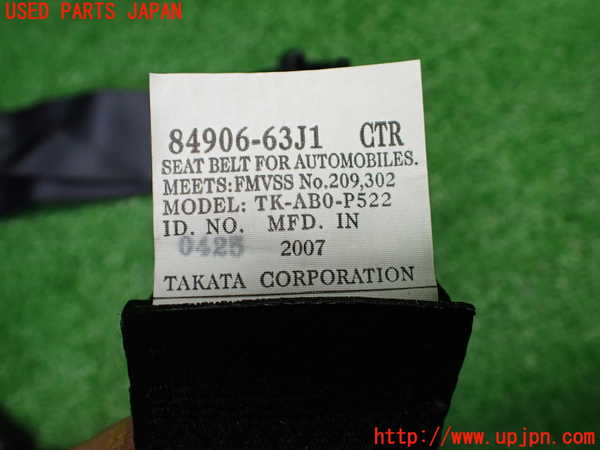 USED PARTS JAPAN
84906-63J1 CTR
SEAT BELT FOR AUTOMOBILES.
MEETS:FMVSS No.209,302
MODEL: TK-AB0-P522
ID. NO. MFD. IN
0425 2007
TAKATA CORPORATION
http://www.upjpn.com/